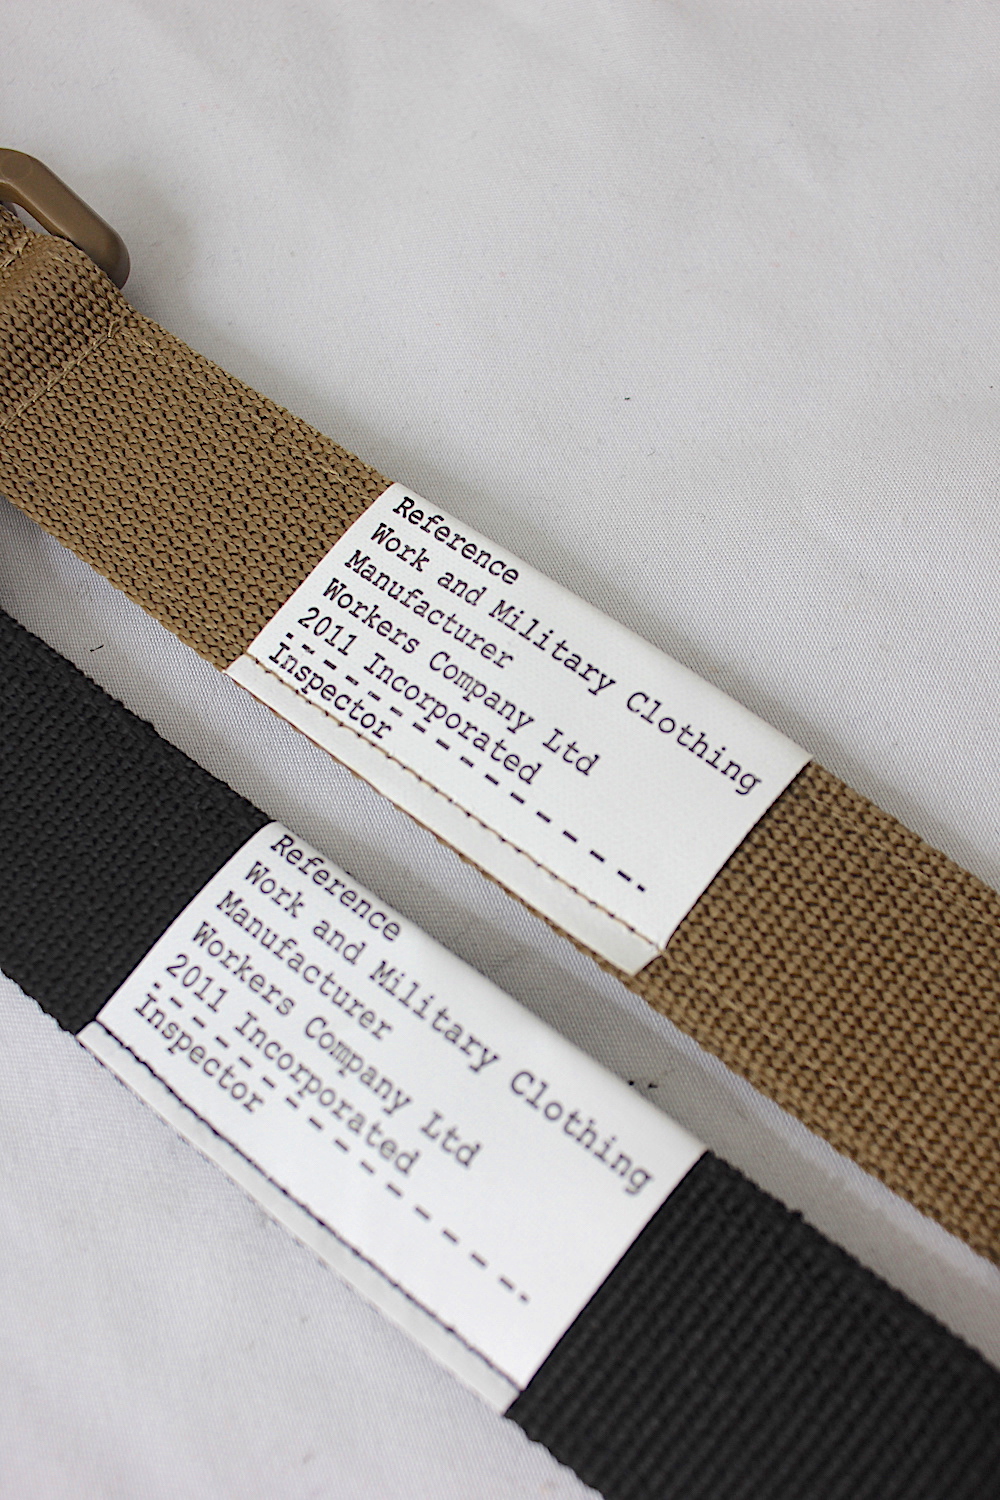 Reference
Work and Military Clothing
Manufacturer
Workers Company Ltd
2011 Incorporated
Inspector
Reference
Work and Military Clothing
Manufacturer
Workers Company Ltd
2011 Incorporated
Inspector